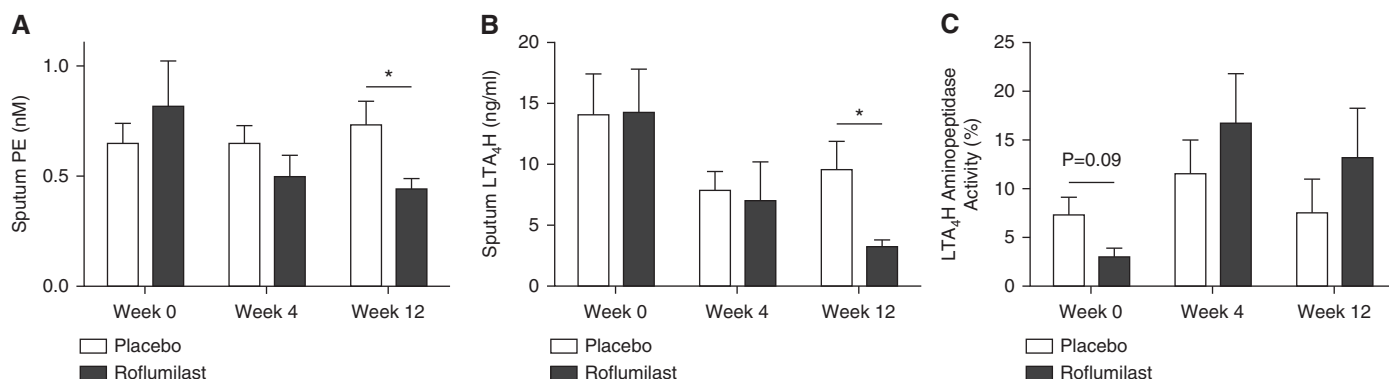 A
Sputum PE (nM)
1.0
0.5
0.0
*
Week 0
Week 4
Week 12
Placebo
Roflumilast
B
Sputum LTA₄H (ng/ml)
20
15
10
5
0
*
Week 0
Week 4
Week 12
Placebo
Roflumilast
C
LTA₄H Aminopeptidase
Activity (%)
25
20
15
10
5
0
P=0.09
Week 0
Week 4
Week 12
Placebo
Roflumilast